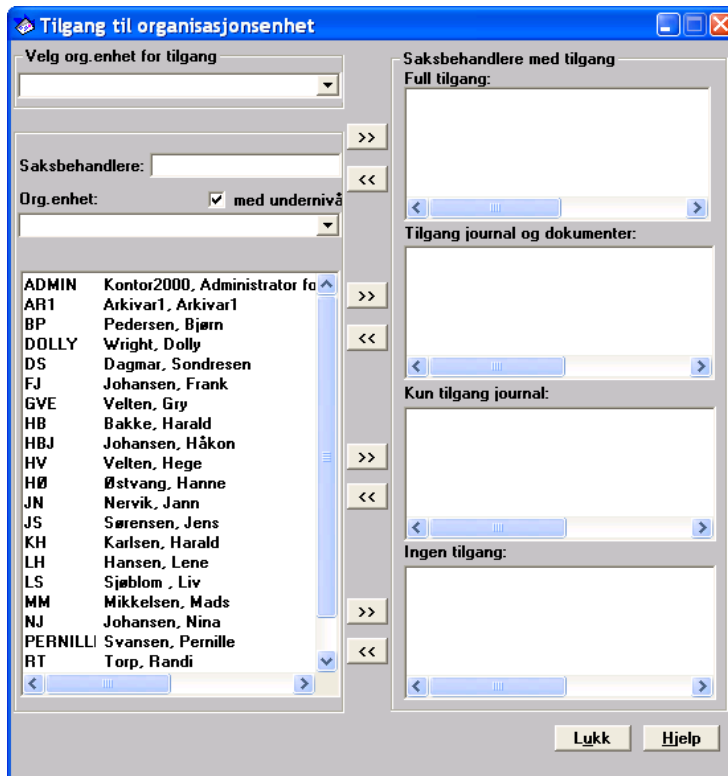 Tilgang til organisasjonsenhet
Velg org.enhet for tilgang
Saksbehandlere:
Org.enhet:
med undernivå
ADMIN Kontor2000, Administrator fo
AR1 Arkivar1, Arkivar1
BP Pedersen, Bjørn
DOLLY Wright, Dolly
DS Dagmar, Sondresen
FJ Johansen, Frank
GVE Velten, Gry
HB Bakke, Harald
HBJ Johansen, Håkon
HV Velten, Hege
HØ Østvang, Hanne
JN Nervik, Jann
JS Sørensen, Jens
KH Karlsen, Harald
LH Hansen, Lene
LS Sjøblom , Liv
MM Mikkelsen, Mads
NJ Johansen, Nina
PERNILL Svansen, Pernille
RT Torp, Randi
>>
<<
>>
<<
>>
<<
>>
<<
Saksbehandlere med tilgang
Full tilgang:
Tilgang journal og dokumenter:
Kun tilgang journal:
Ingen tilgang:
Lukk
Hjelp